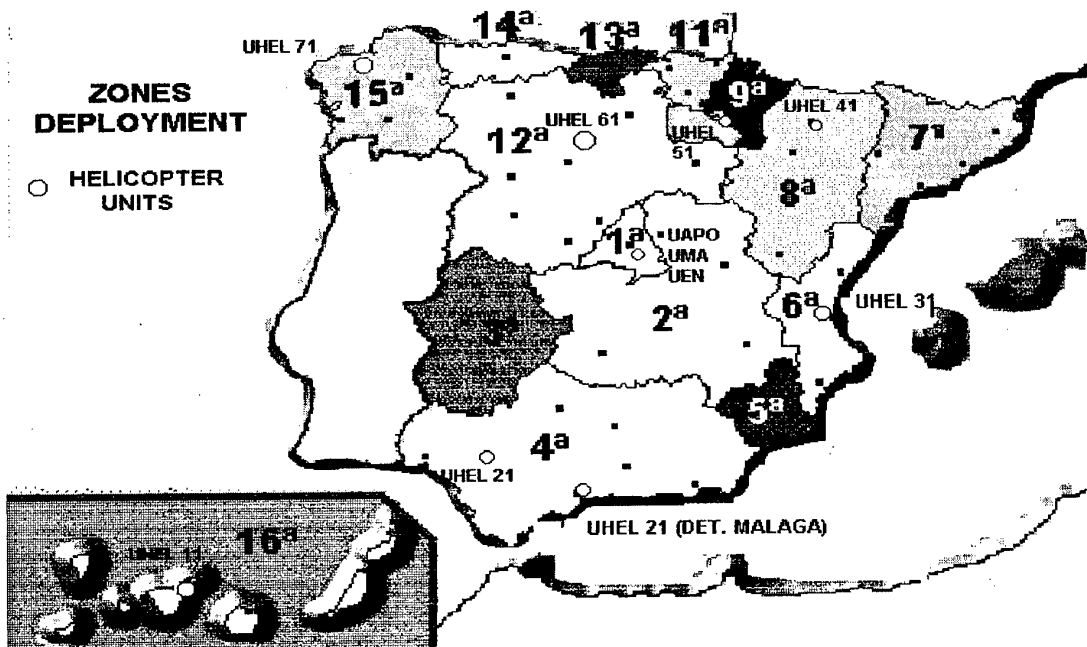 14ª
13ª
11ª
UHEL 71
ZONES
DEPLOYMENT
15ª
9ª
UHEL 41
12ª
UHEL 61
UHEL
51
7ª
HELICOPTER
UNITS
8ª
1ª
UAPO
UMA
UEN
6ª
UHEL 31
3ª
2ª
5ª
4ª
UHEL 21
UHEL 21 (DET. MALAGA)
16ª
UHEL 11